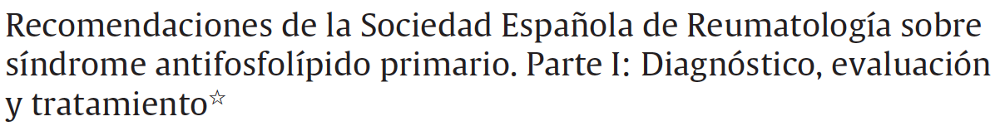 Recomendaciones de la Sociedad Española de Reumatología sobre
síndrome antifosfolípido primario. Parte I: Diagnóstico, evaluación
y tratamiento☆